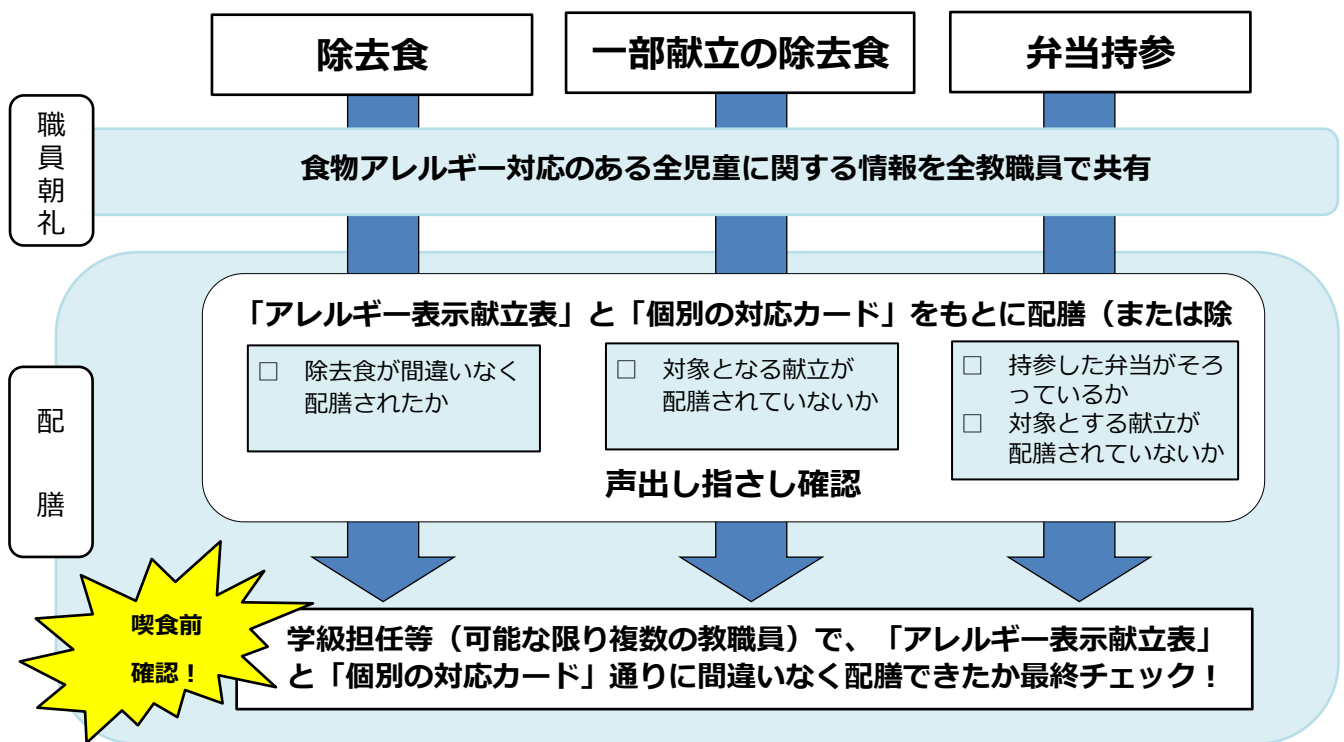 除去食
一部献立の除去食
弁当持参
職員朝礼
食物アレルギー対応のある全児童に関する情報を全教職員で共有
配膳
「アレルギー表示献立表」と「個別の対応カード」をもとに配膳（または除
□ 除去食が間違いなく
配膳されたか
□ 対象となる献立が
配膳されていないか
□ 持参した弁当がそろ
っているか
□ 対象とする献立が
配膳されていないか
声出し指さし確認
喫食前
確認！
学級担任等（可能な限り複数の教職員）で、「アレルギー表示献立表」
と「個別の対応カード」通りに間違いなく配膳できたか最終チェック！